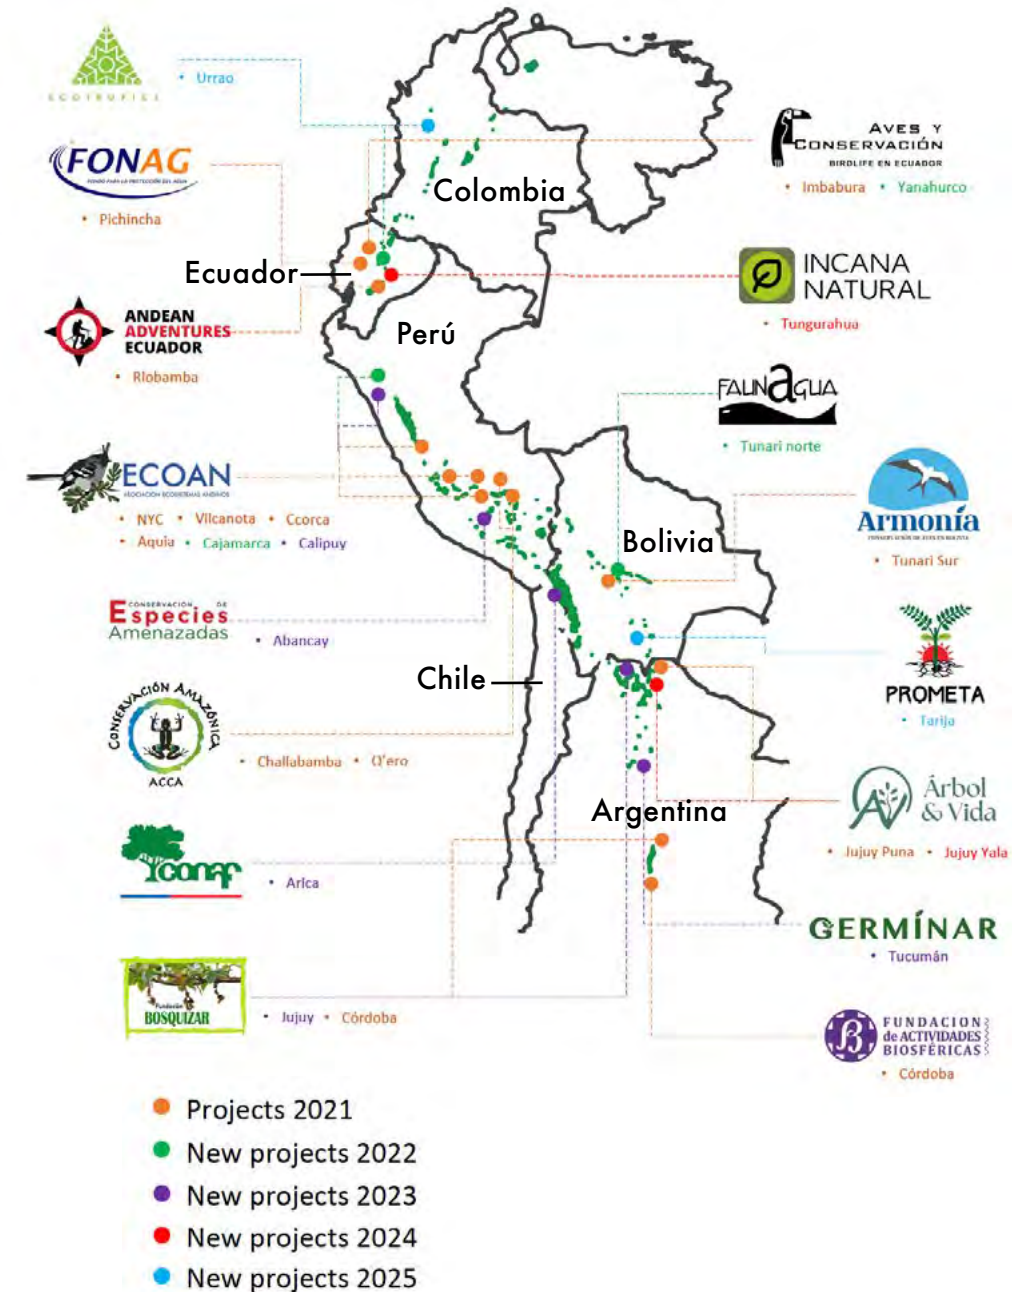 ECOTROPICS
• Urrao
FONAG
FONDO PARA LA PROTECCIÓN DEL AGUA
• Pichincha
ANDEAN
ADVENTURES
ECUADOR
• Riobamba
ECOAN
ASOCIACIÓN ECOSISTEMAS ANDINOS
• NYC • Vilcanota • Ccorca
• Aquia • Cajamarca • Calipuy
CONSERVACIÓN DE
Especies
Amenazadas
• Abancay
CONSERVACIÓN AMAZÓNICA
ACCA
• Challabamba • Q'ero
conaf
• Arica
Fundación
BOSQUIZAR
• Jujuy • Córdoba
Colombia
Ecuador
Perú
Bolivia
Chile
Argentina
AVES Y
CONSERVACIÓN
BIRDLIFE EN ECUADOR
• Imbabura • Yanahurco
INCANA
NATURAL
• Tungurahua
FAUNAGUA
• Tunari norte
Armonía
• Tunari Sur
PROMETA
• Tarija
Árbol
& Vida
• Jujuy Puna • Jujuy Yala
GERMÍNAR
• Tucumán
FUNDACION
de ACTIVIDADES
BIOSFÉRICAS
• Córdoba
Projects 2021
New projects 2022
New projects 2023
New projects 2024
New projects 2025